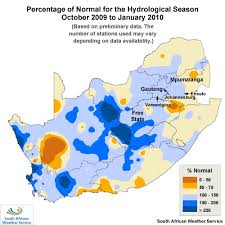 Percentage of Normal for the Hydrological Season
October 2009 to January 2010
(Based on preliminary data. The
number of stations used may vary
depending on data availability.)
Mpumalanga
Gauteng
Ermelo
Johannesburg
Vereeniging
Free
State
% Normal
0 - 50
50 - 75
75 - 100
100 - 150
150 - 200
> 200
South African
Weather Service
South African Weather Service